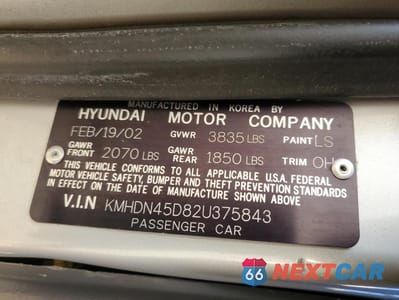 MANUFACTURED IN KOREA BY
HYUNDAI MOTOR COMPANY
FEB/19/02 GVWR 3835 LBS PAINT LS
GAWR FRONT 2070 LBS GAWR REAR 1850 LBS TRIM OH
THIS VEHICLE CONFORMS TO ALL APPLICABLE U.S.A. FEDERAL
MOTOR VEHICLE SAFETY, BUMPER AND THEFT PREVENTION STANDARDS
IN EFFECT ON THE DATE OF MANUFACTURE SHOWN ABOVE.
V.I.N KMHDN45D82U375843
PASSENGER CAR
66 NEXTCAR